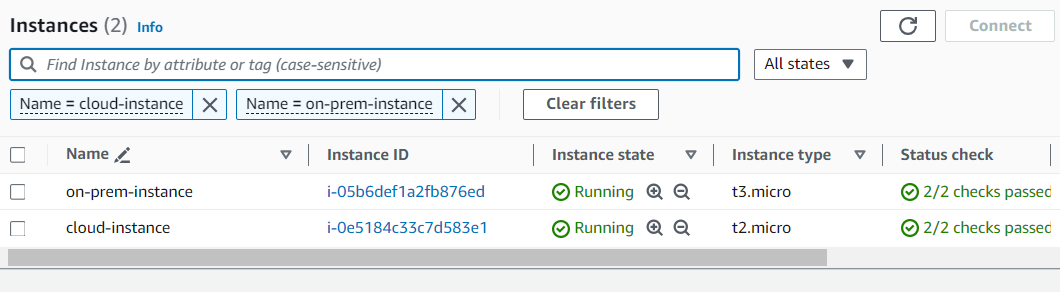 Instances (2) Info
Connect
Find Instance by attribute or tag (case-sensitive)
All states
Name = cloud-instance
Name = on-prem-instance
Clear filters
Name Instance ID Instance state Instance type Status check
on-prem-instance i-05b6def1a2fb876ed Running t3.micro 2/2 checks passed
cloud-instance i-0e5184c33c7d583e1 Running t2.micro 2/2 checks passed